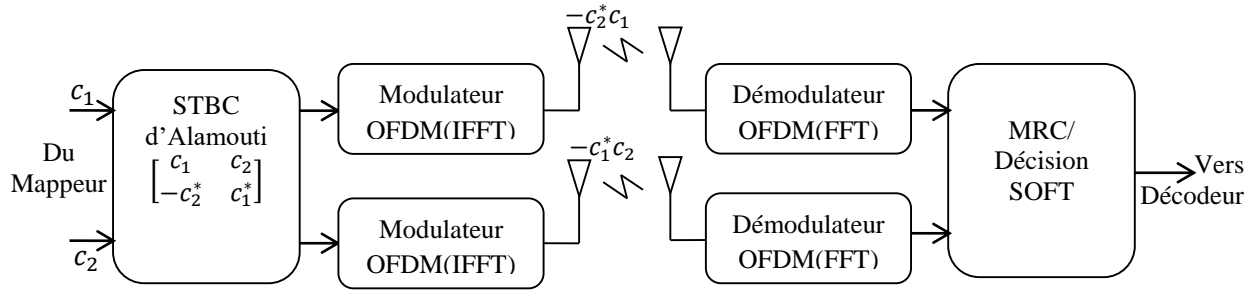 c₁
Du
Mappeur
c₂
STBC
d'Alamouti
[ c₁ c₂
−c₂* c₁* ]
Modulateur
OFDM(IFFT)
Modulateur
OFDM(IFFT)
−c₂*c₁
−c₁*c₂
Démodulateur
OFDM(FFT)
Démodulateur
OFDM(FFT)
MRC/
Décision
SOFT
Vers
Décodeur